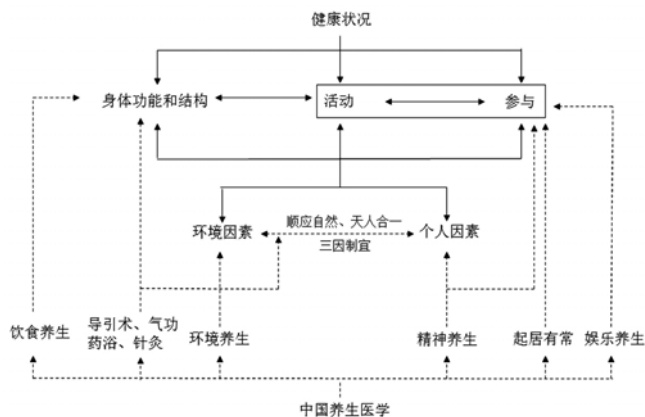 健康状况
身体功能和结构
活动
参与
顺应自然、天人合一
环境因素
个人因素
三因制宜
饮食养生
导引术、气功
药浴、针灸
环境养生
精神养生
起居有常
娱乐养生
中国养生医学